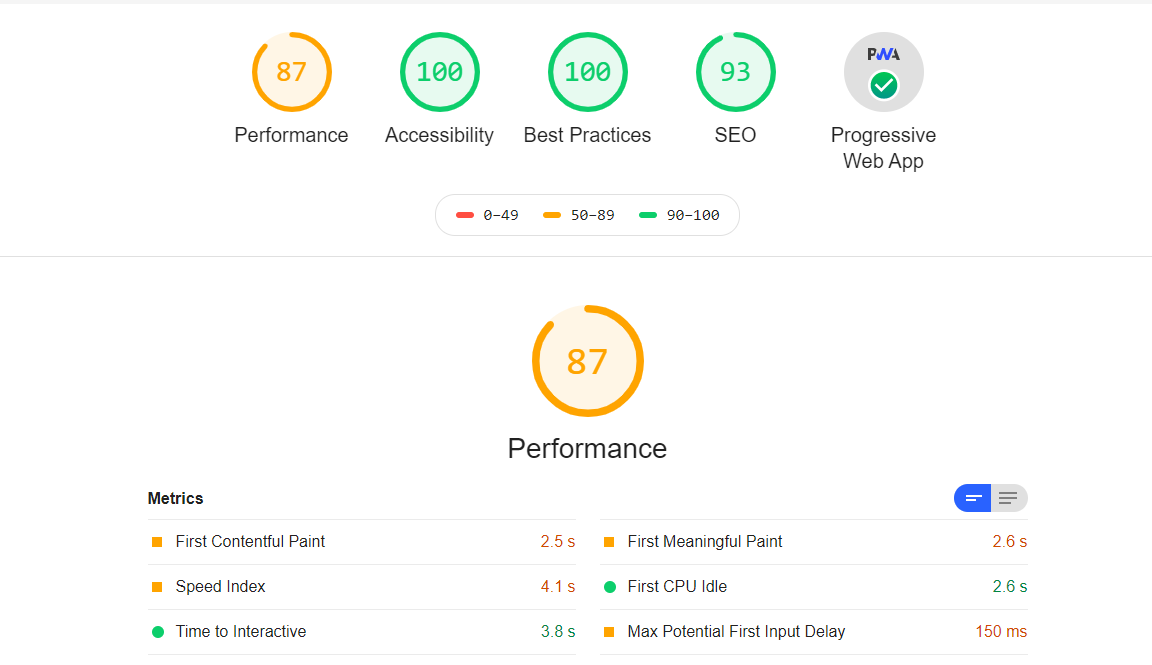 87 100 100 93 PWA
Performance Accessibility Best Practices SEO Progressive
Web App
0–49 50–89 90–100
87
Performance
Metrics
First Contentful Paint 2.5 s First Meaningful Paint 2.6 s
Speed Index 4.1 s First CPU Idle 2.6 s
Time to Interactive 3.8 s Max Potential First Input Delay 150 ms